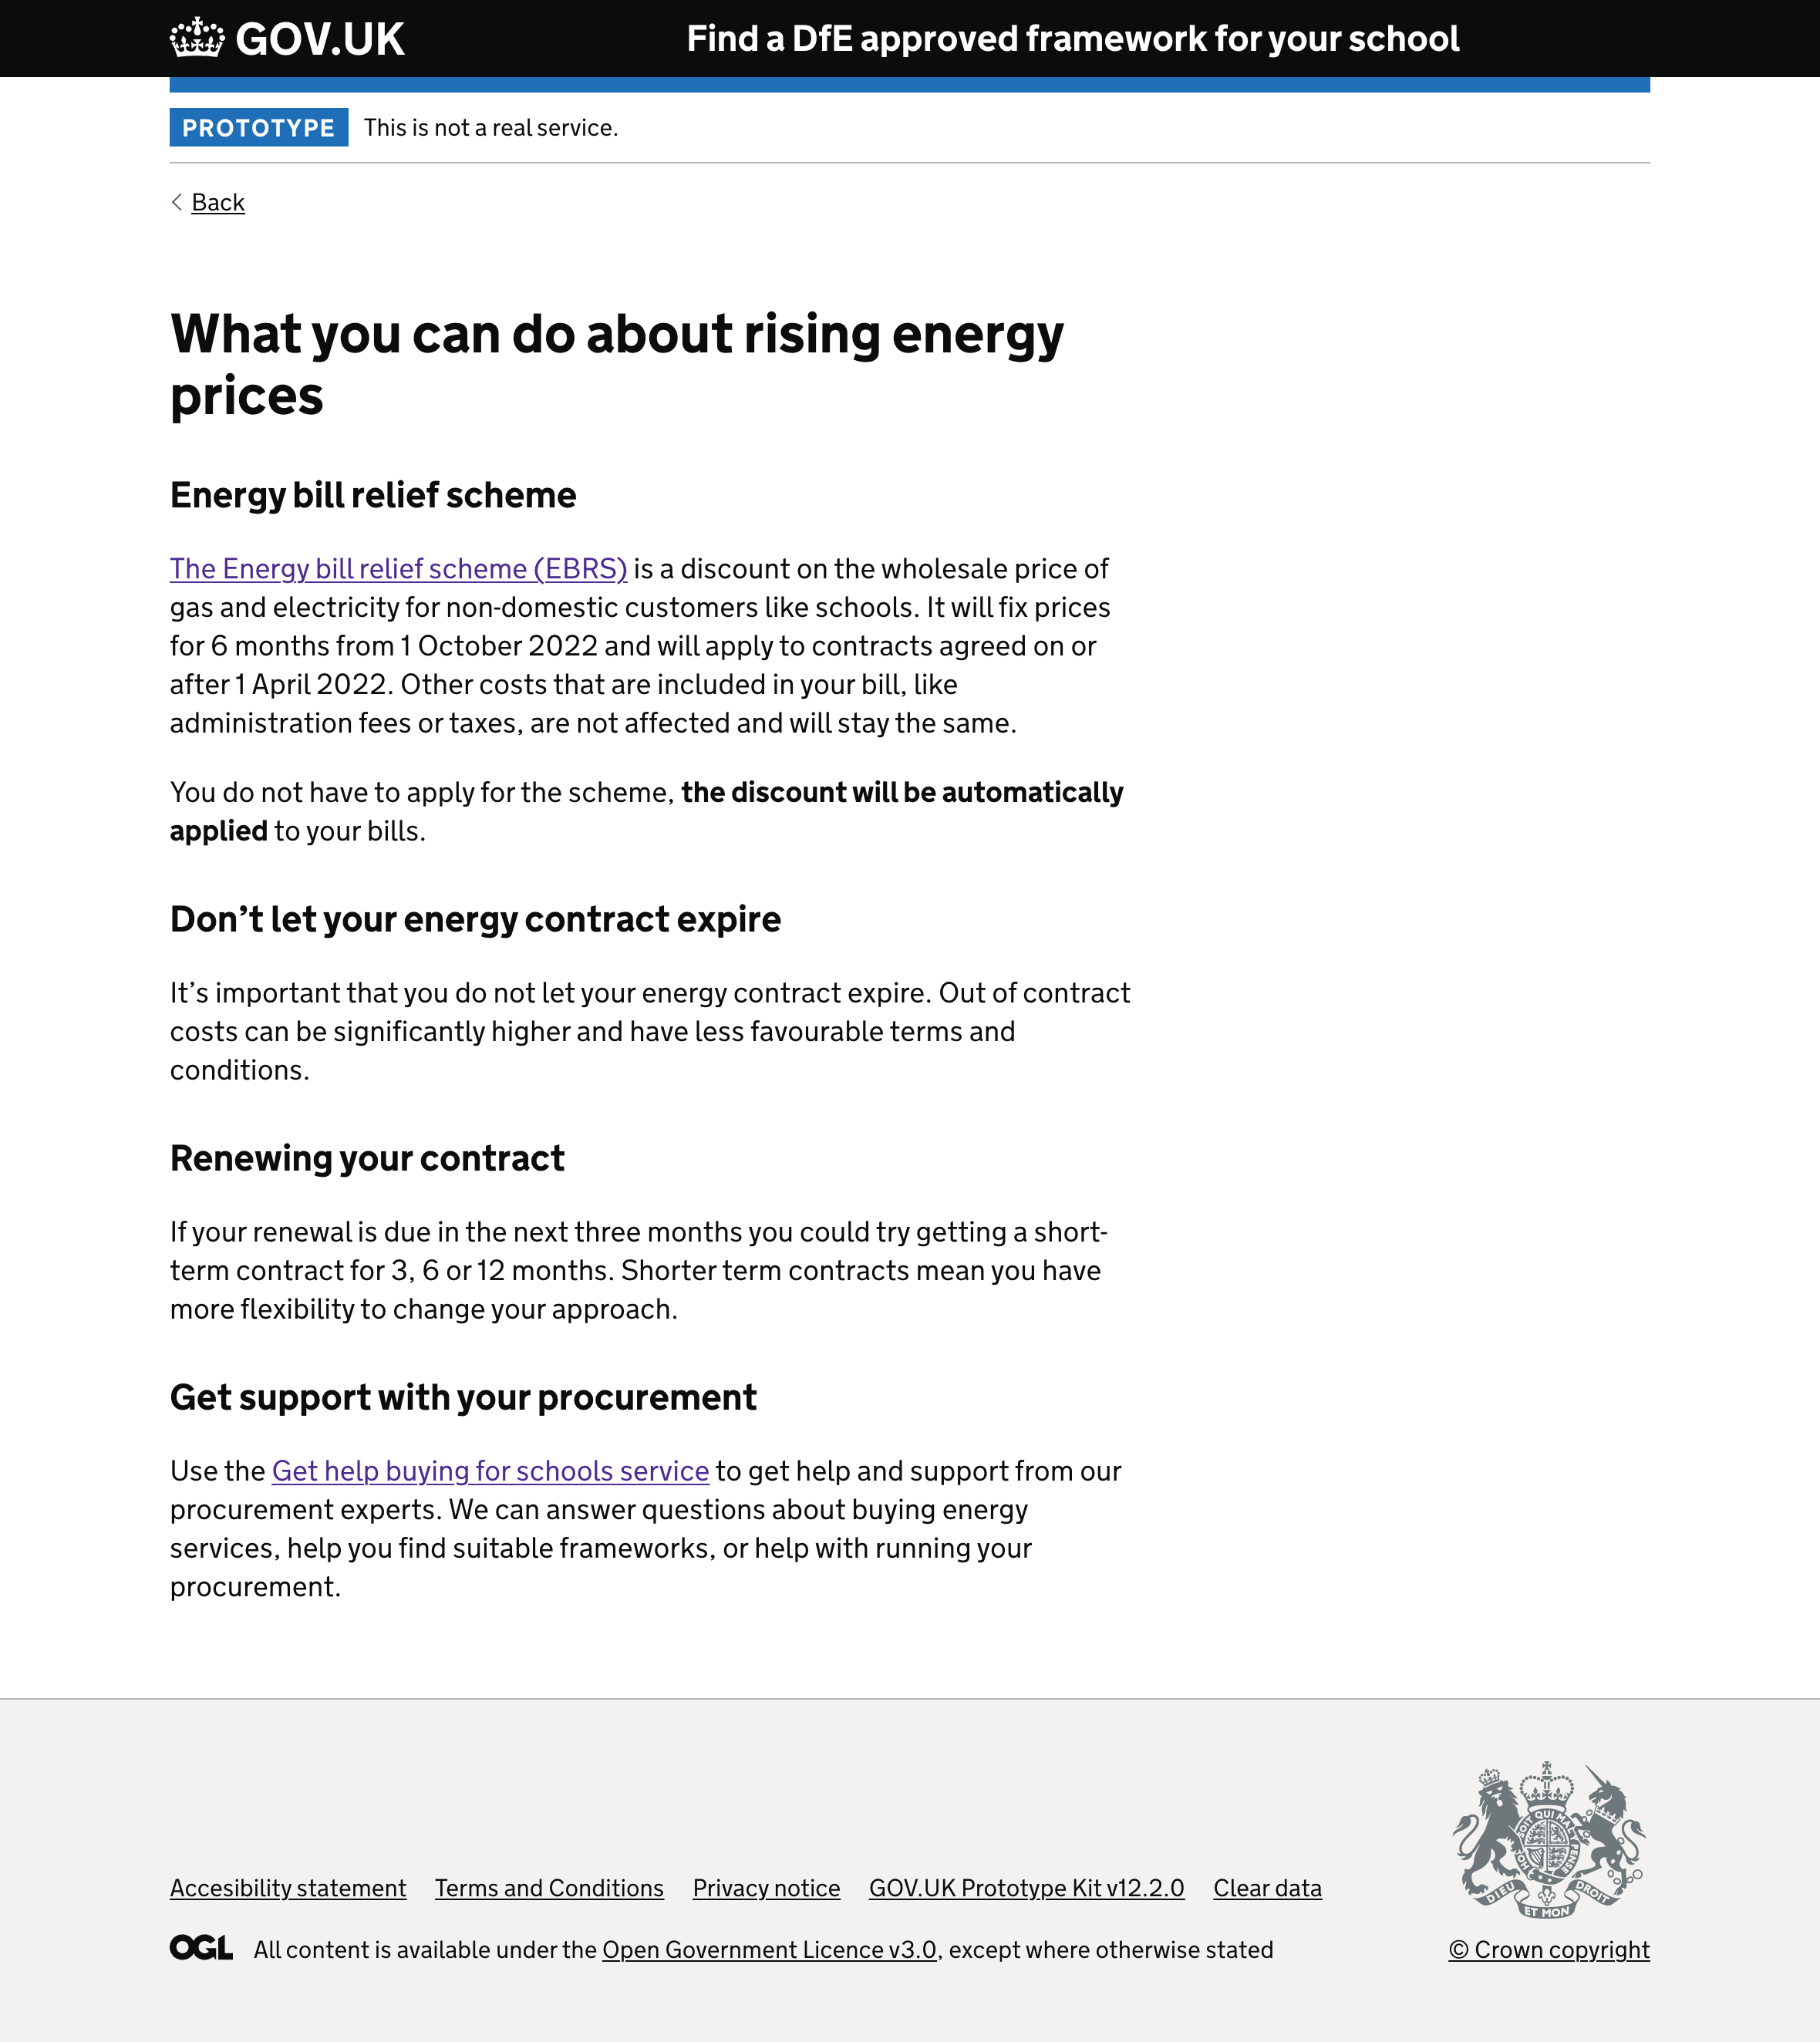 GOV.UK
Find a DfE approved framework for your school
PROTOTYPE This is not a real service.
Back
What you can do about rising energy
prices
Energy bill relief scheme
The Energy bill relief scheme (EBRS) is a discount on the wholesale price of
gas and electricity for non-domestic customers like schools. It will fix prices
for 6 months from 1 October 2022 and will apply to contracts agreed on or
after 1 April 2022. Other costs that are included in your bill, like
administration fees or taxes, are not affected and will stay the same.
You do not have to apply for the scheme, the discount will be automatically
applied to your bills.
Don’t let your energy contract expire
It’s important that you do not let your energy contract expire. Out of contract
costs can be significantly higher and have less favourable terms and
conditions.
Renewing your contract
If your renewal is due in the next three months you could try getting a short-
term contract for 3, 6 or 12 months. Shorter term contracts mean you have
more flexibility to change your approach.
Get support with your procurement
Use the Get help buying for schools service to get help and support from our
procurement experts. We can answer questions about buying energy
services, help you find suitable frameworks, or help with running your
procurement.
Accesibility statement Terms and Conditions Privacy notice GOV.UK Prototype Kit v12.2.0 Clear data
OGL All content is available under the Open Government Licence v3.0, except where otherwise stated
SOIT QUI MAL
DIEU ET MON DROIT
© Crown copyright